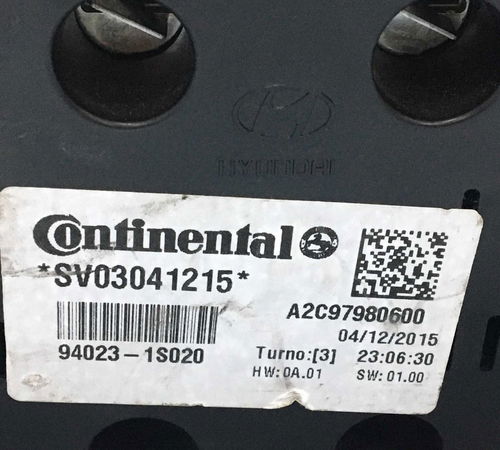 HYUNDAI
Continental
*SV03041215*
A2C97980600
04/12/2015
94023-1S020
Turno:[3] 23:06:30
HW:0A.01 SW:01.00